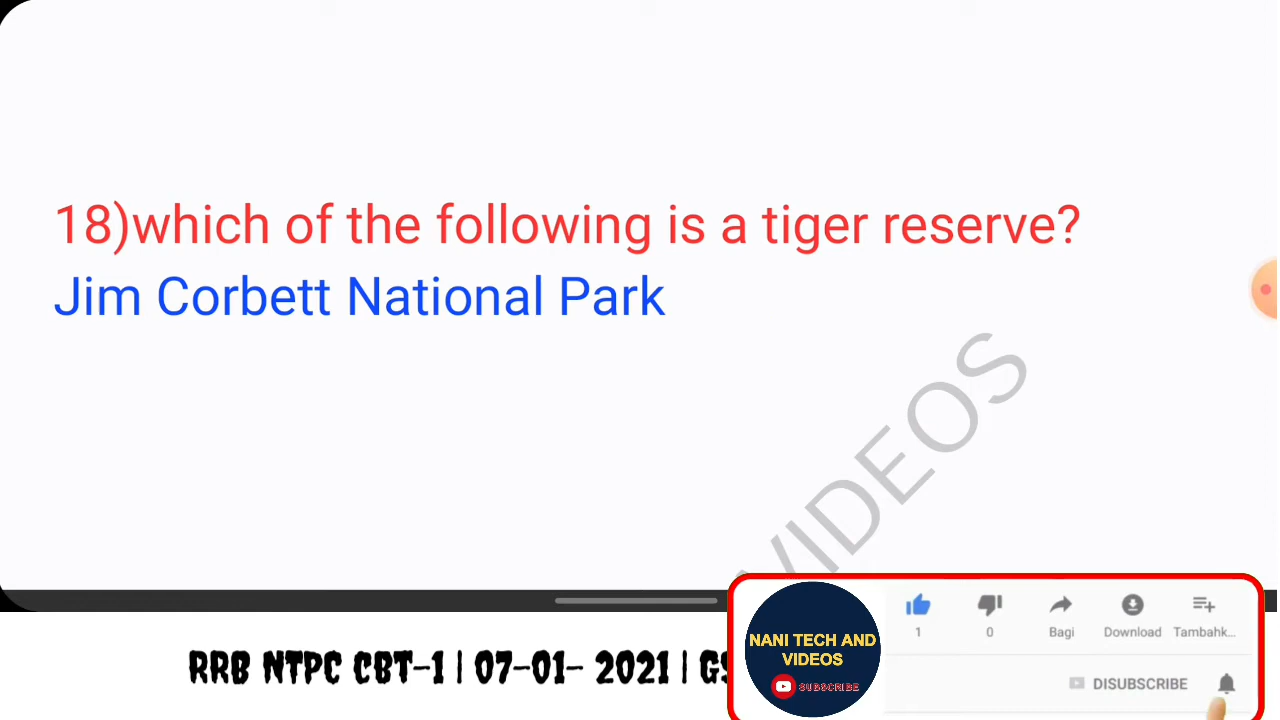 18)which of the following is a tiger reserve?
Jim Corbett National Park
VIDEOS
1
0
Bagi
Download
Tambahk...
NANI TECH AND
VIDEOS
SUBSCRIBE
RRB NTPC CBT-1 | 07-01- 2021 | GS
DISUBSCRIBE